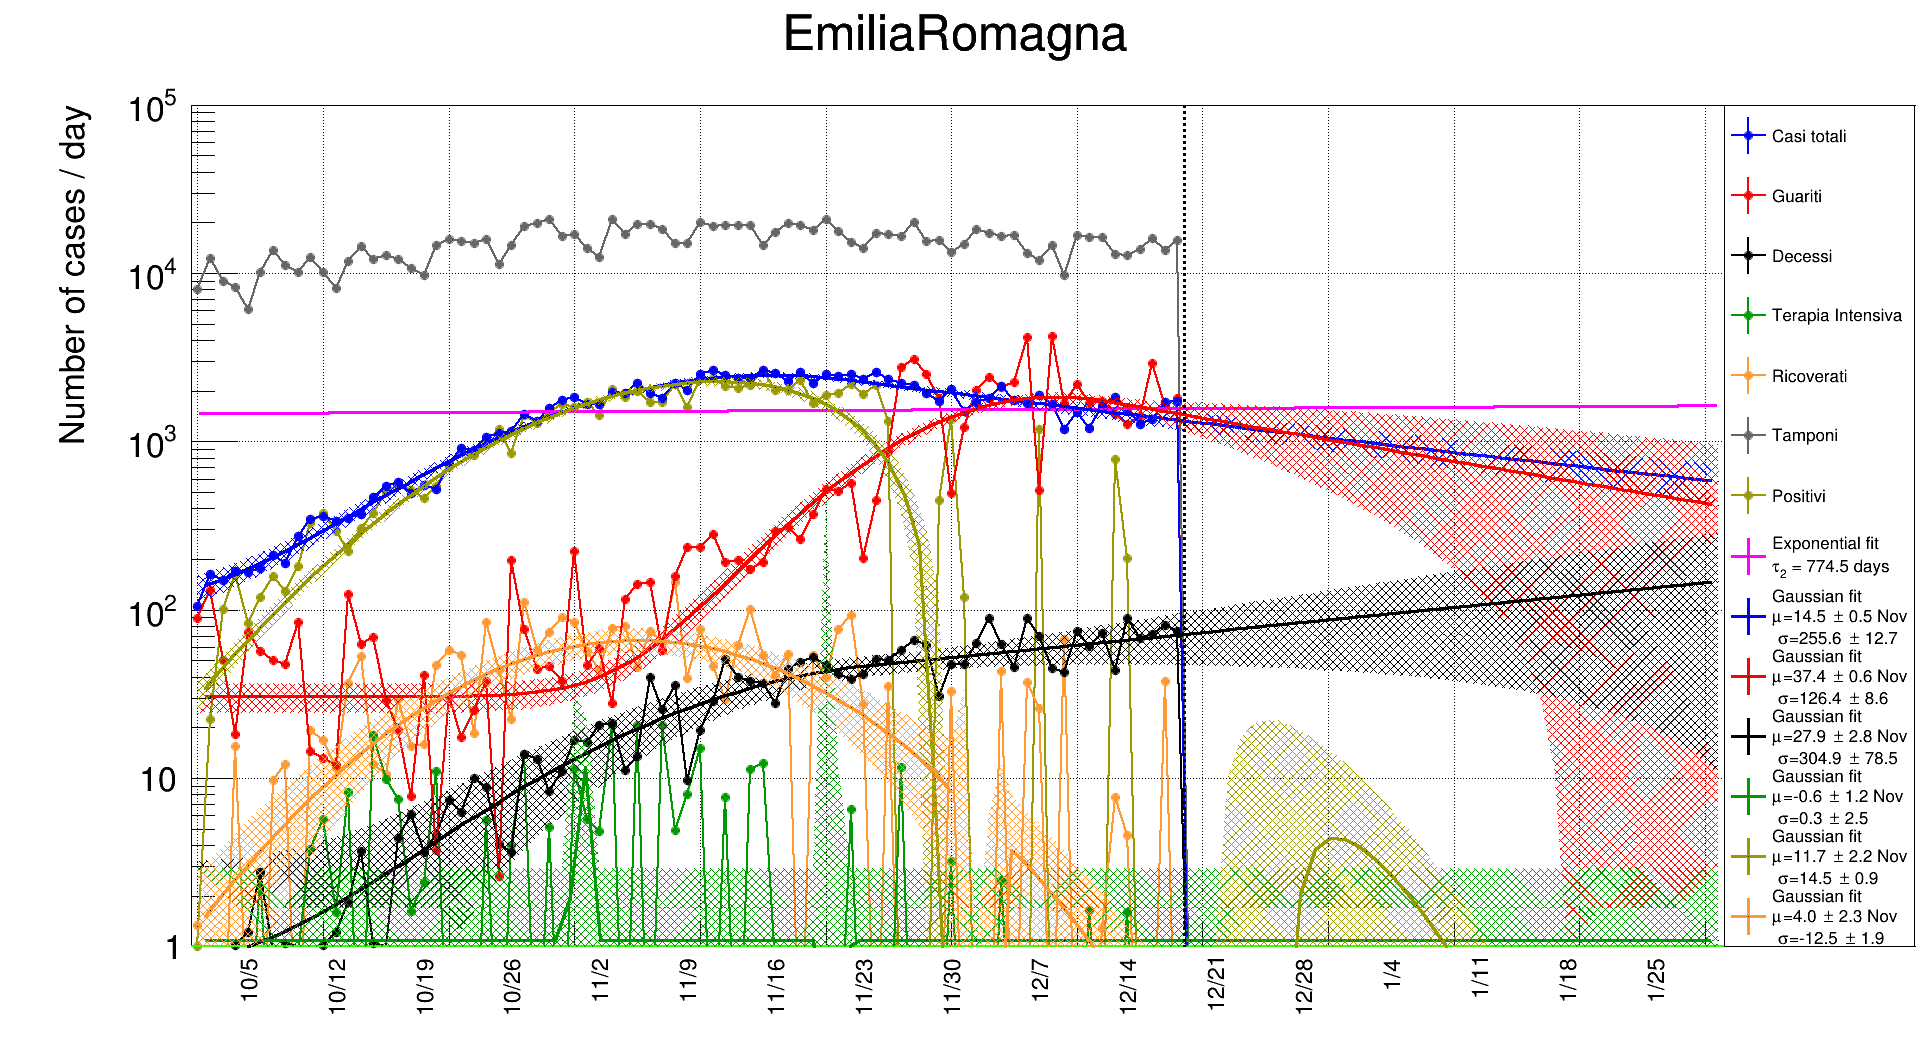 EmiliaRomagna
Number of cases / day
10^5
10^4
10^3
10^2
10
1
10/5
10/12
10/19
10/26
11/2
11/9
11/16
11/23
11/30
12/7
12/14
12/21
12/28
1/4
1/11
1/18
1/25
Casi totali
Guariti
Decessi
Terapia Intensiva
Ricoverati
Tamponi
Positivi
Exponential fit
τ₂ = 774.5 days
Gaussian fit
μ=14.5 ± 0.5 Nov
σ=255.6 ± 12.7
Gaussian fit
μ=37.4 ± 0.6 Nov
σ=126.4 ± 8.6
Gaussian fit
μ=27.9 ± 2.8 Nov
σ=304.9 ± 78.5
Gaussian fit
μ=-0.6 ± 1.2 Nov
σ=0.3 ± 2.5
Gaussian fit
μ=11.7 ± 2.2 Nov
σ=14.5 ± 0.9
Gaussian fit
μ=4.0 ± 2.3 Nov
σ=-12.5 ± 1.9